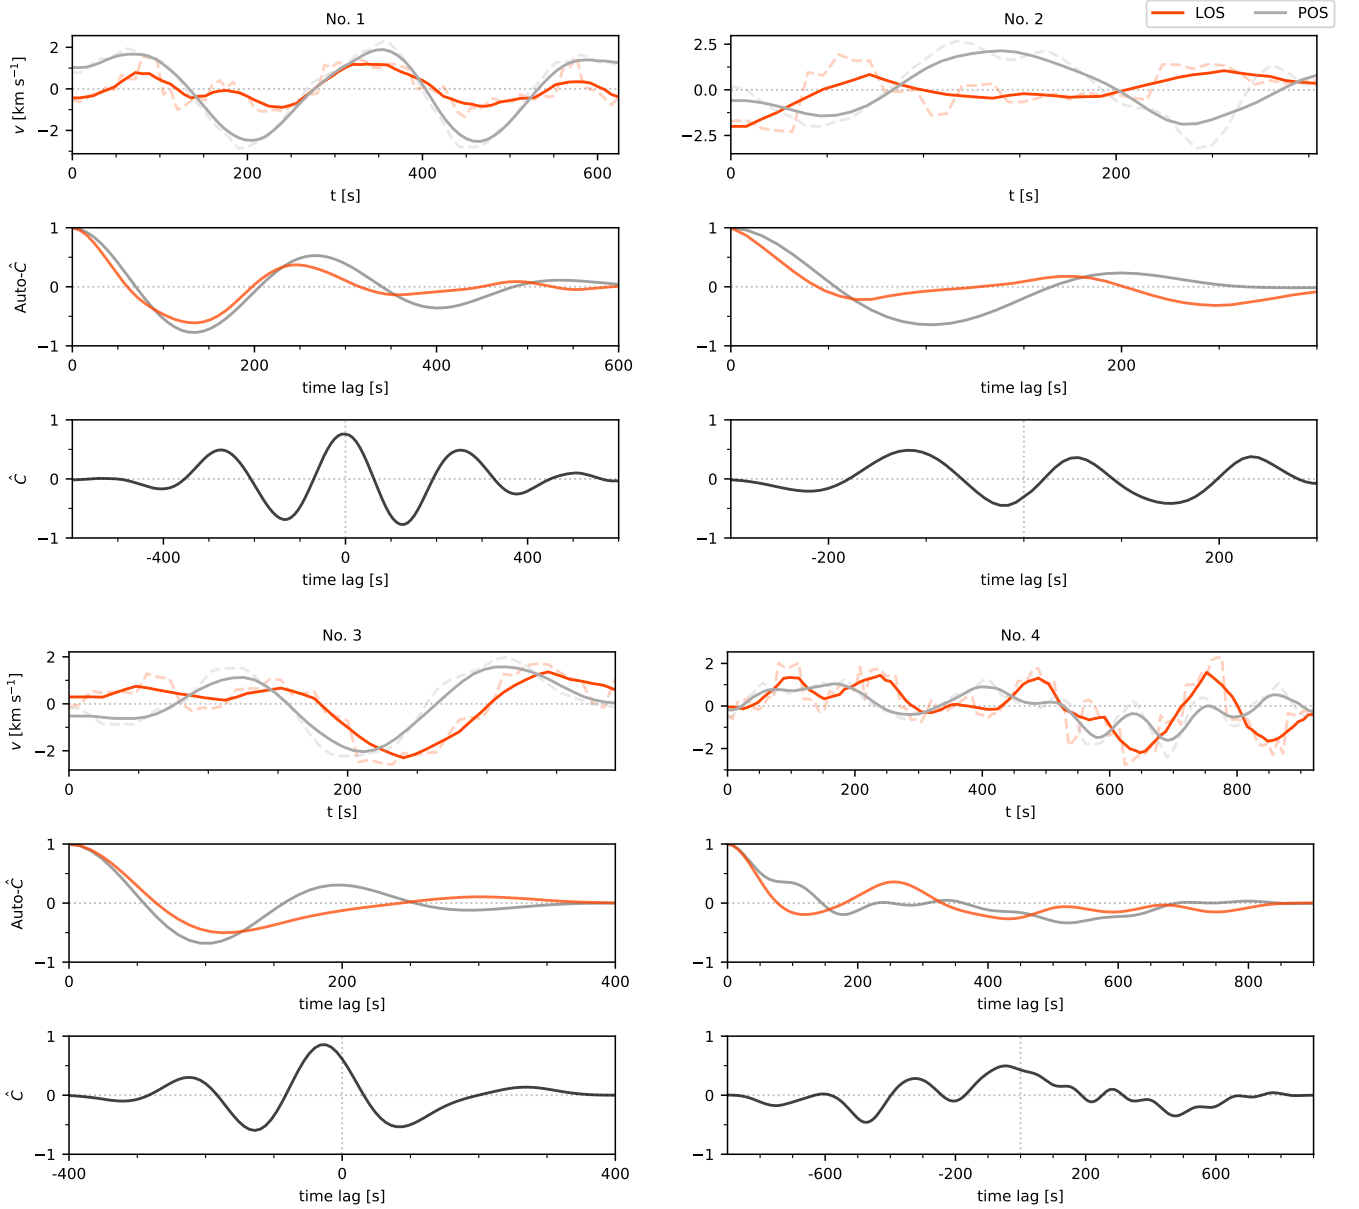 LOS POS
No. 1
v [km s⁻¹]
2
0
−2
0 200 400 600
t [s]
No. 2
2.5
0.0
−2.5
0 200
t [s]
Auto-Ĉ
1
0
−1
0 200 400 600
time lag [s]
1
0
−1
0 200
time lag [s]
Ĉ
1
0
−1
-400 0 400
time lag [s]
1
0
−1
-200 200
time lag [s]
No. 3
v [km s⁻¹]
2
0
−2
0 200
t [s]
No. 4
2
0
−2
0 200 400 600 800
t [s]
Auto-Ĉ
1
0
−1
0 200 400
time lag [s]
1
0
−1
0 200 400 600 800
time lag [s]
Ĉ
1
0
−1
-400 0 400
time lag [s]
1
0
−1
-600 -200 200 600
time lag [s]